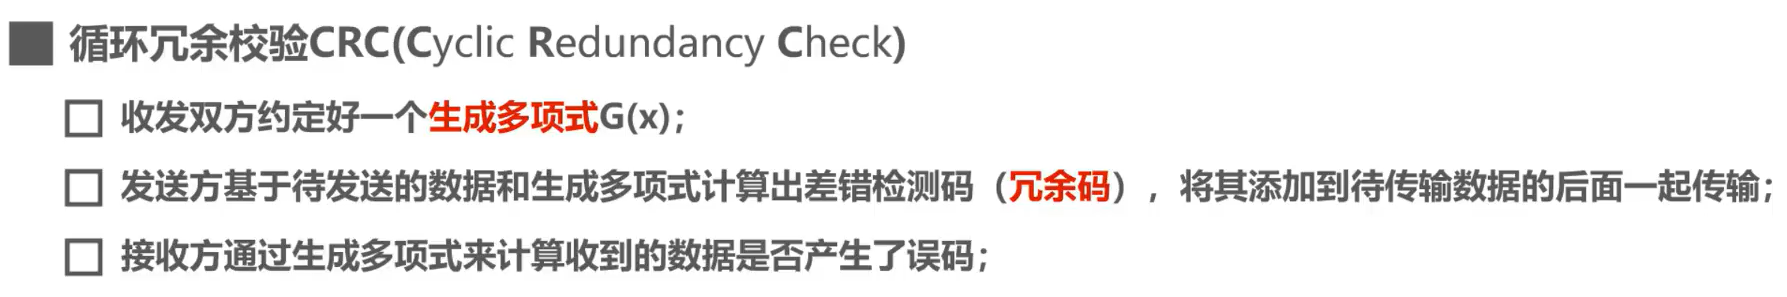 循环冗余校验CRC(Cyclic Redundancy Check)
收发双方约定好一个生成多项式G(x)；
发送方基于待发送的数据和生成多项式计算出差错检测码（冗余码），将其添加到待传输数据的后面一起传输；
接收方通过生成多项式来计算收到的数据是否产生了误码；